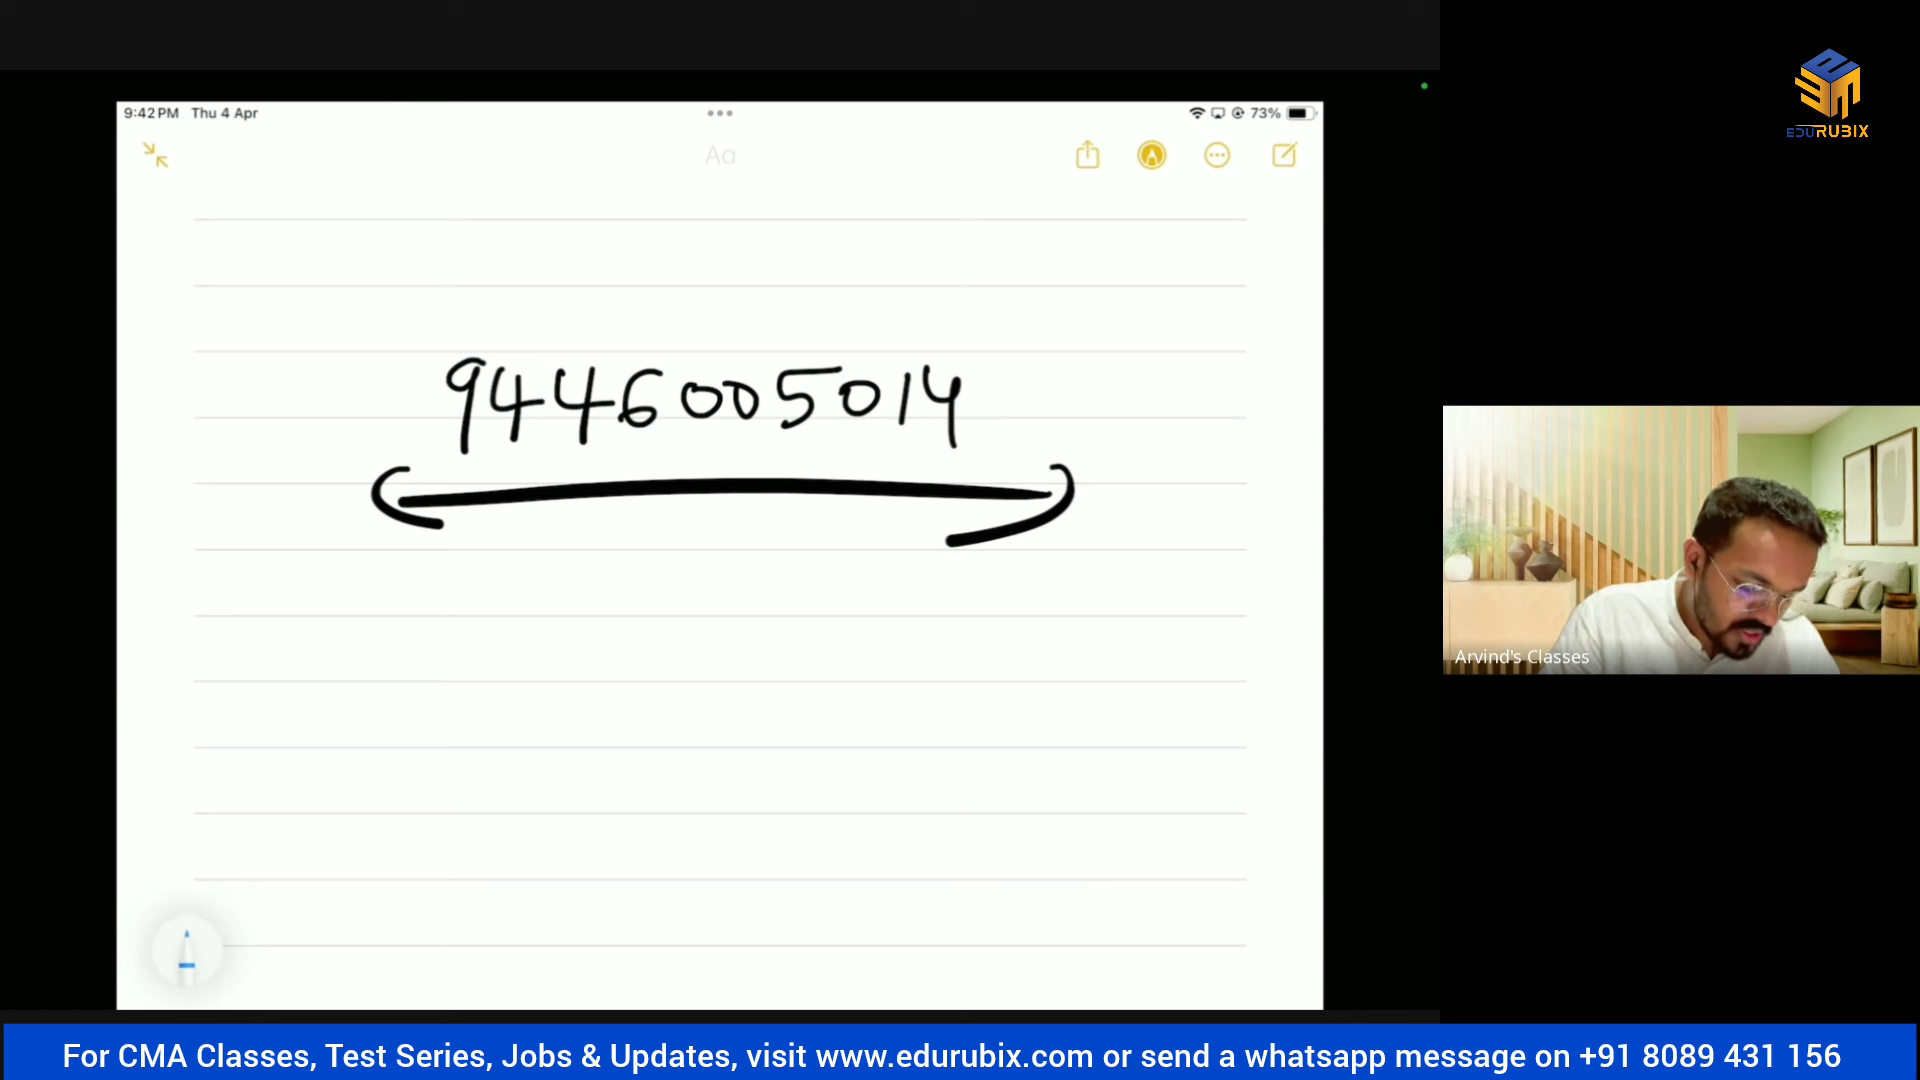 EDURUBIX
9:42 PM Thu 4 Apr
73%
Aa
9446005014
Arvind's Classes
For CMA Classes, Test Series, Jobs & Updates, visit www.edurubix.com or send a whatsapp message on +91 8089 431 156